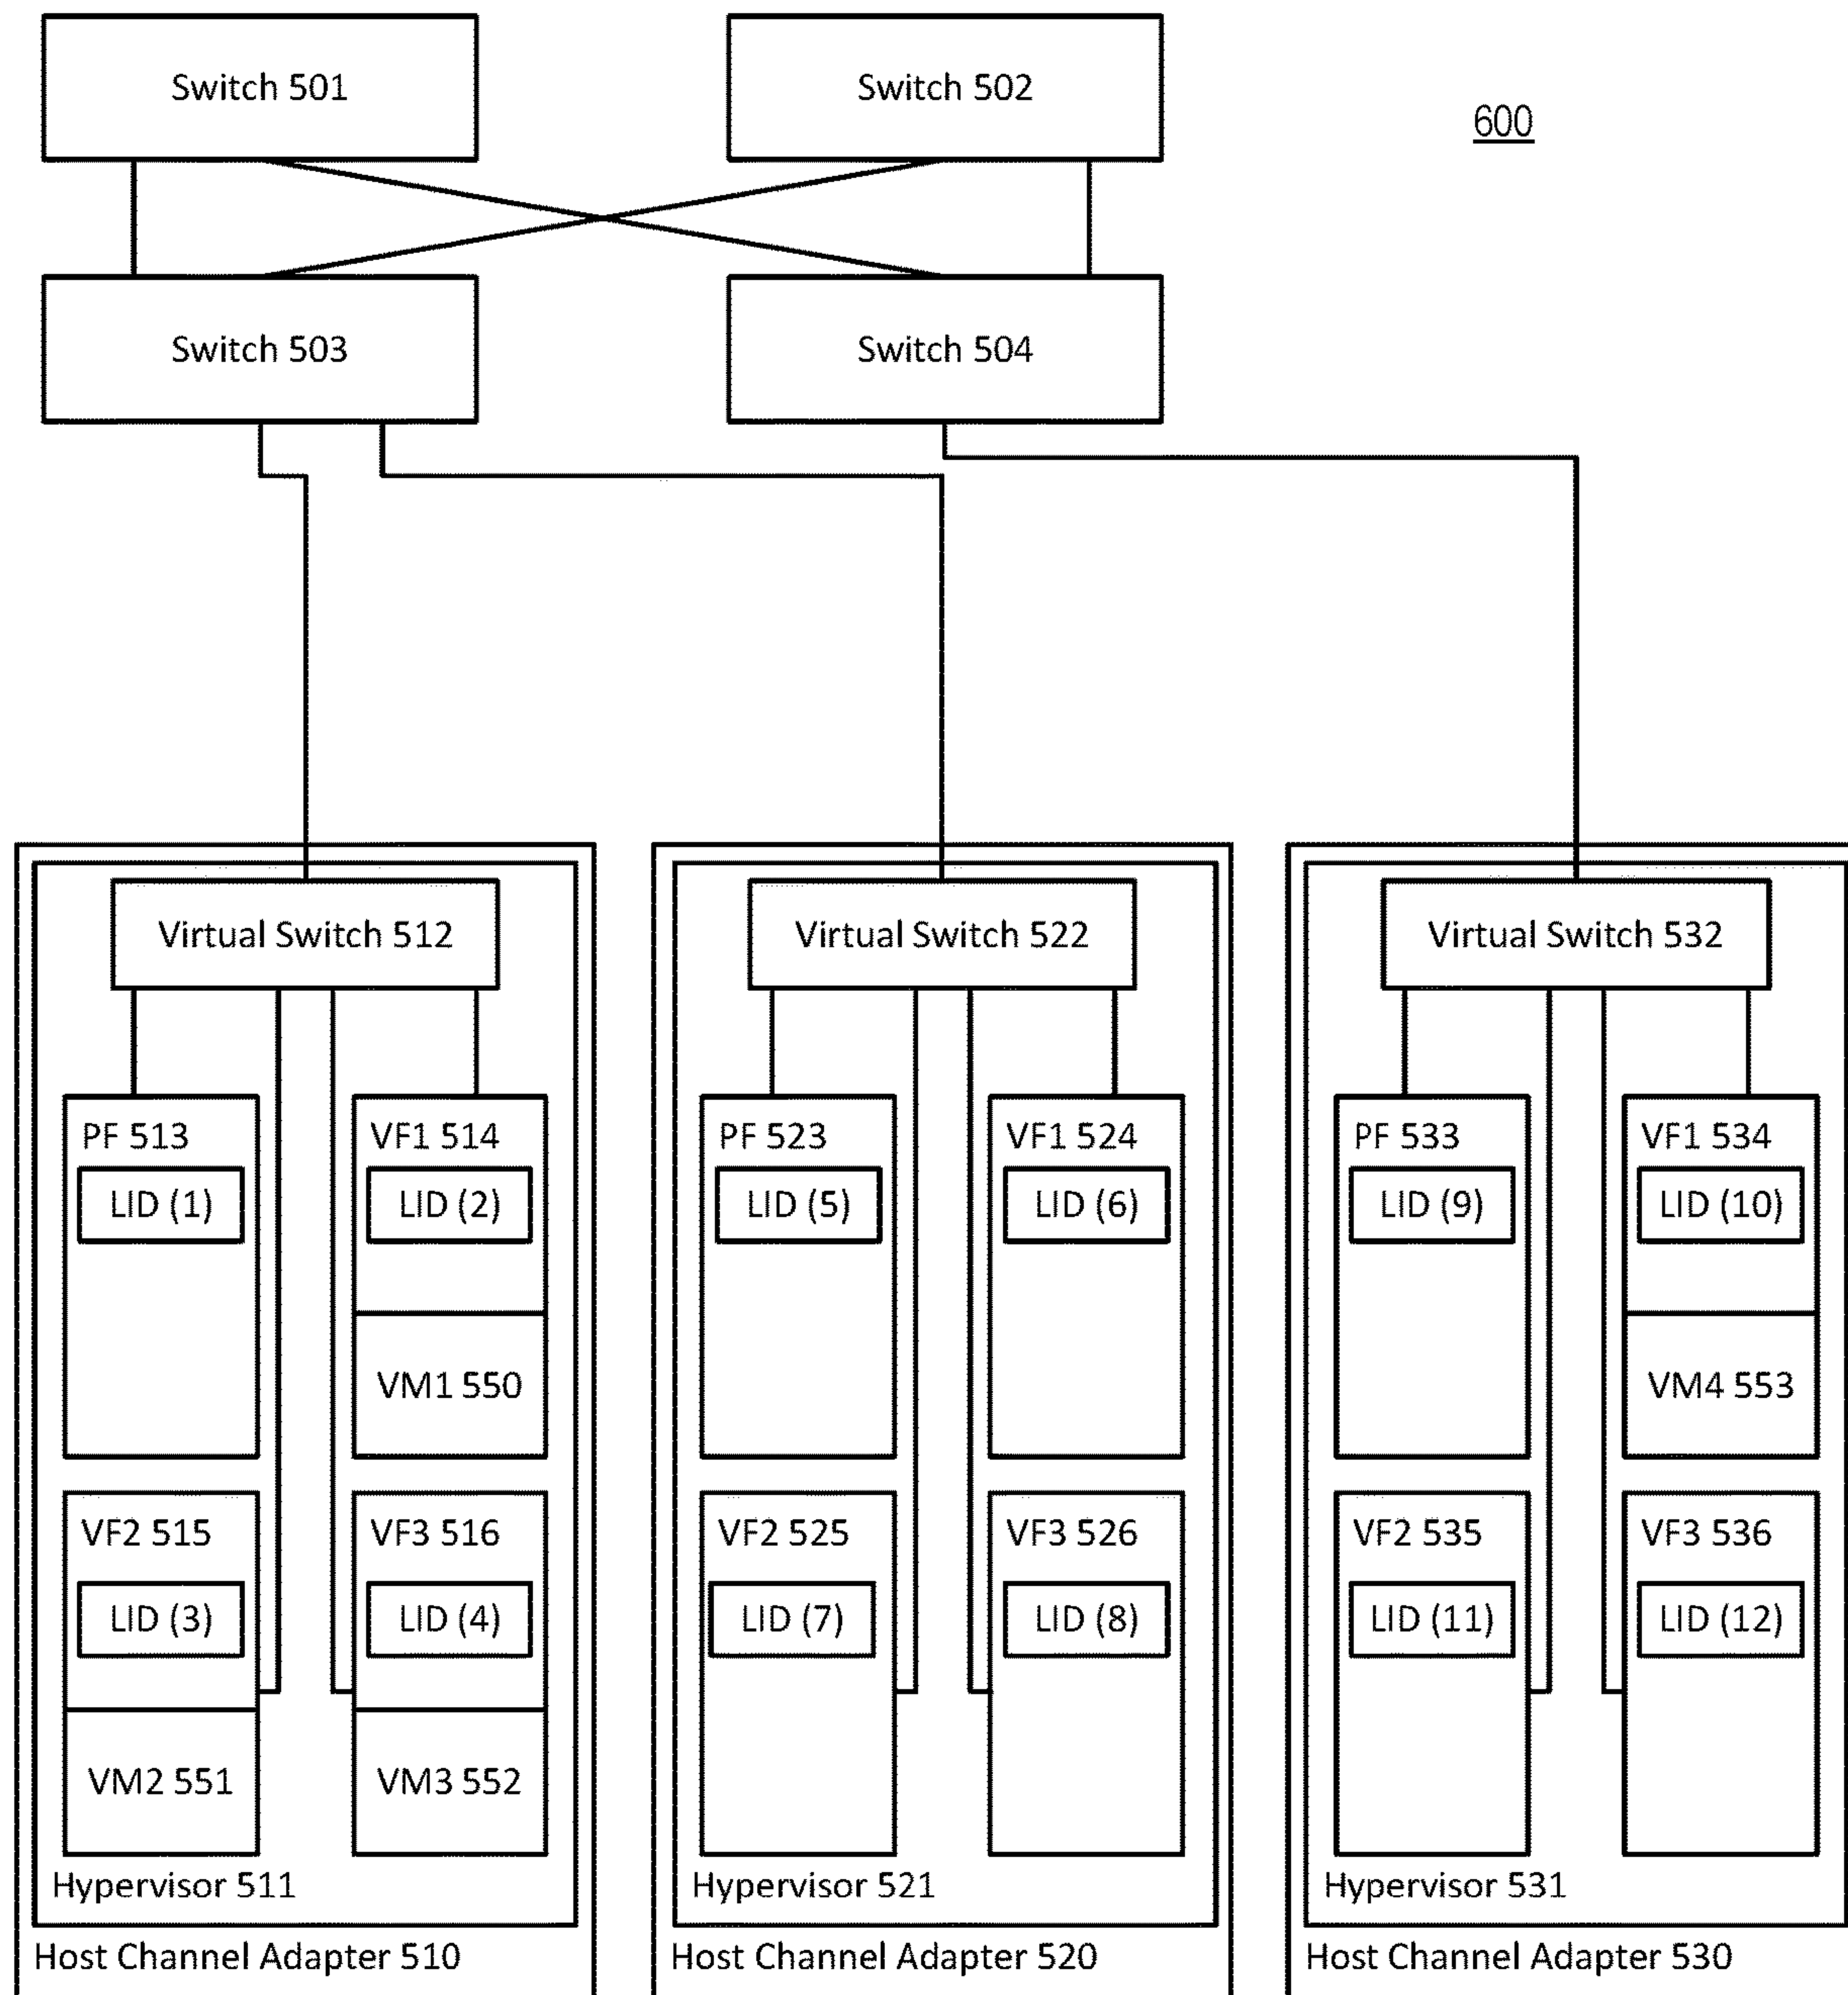 Switch 501
Switch 502
600
Switch 503
Switch 504
Virtual Switch 512
Virtual Switch 522
Virtual Switch 532
PF 513
LID (1)
VF1 514
LID (2)
VM1 550
VF2 515
LID (3)
VM2 551
VF3 516
LID (4)
VM3 552
Hypervisor 511
Host Channel Adapter 510
PF 523
LID (5)
VF1 524
LID (6)
VF2 525
LID (7)
VF3 526
LID (8)
Hypervisor 521
Host Channel Adapter 520
PF 533
LID (9)
VF1 534
LID (10)
VM4 553
VF2 535
LID (11)
VF3 536
LID (12)
Hypervisor 531
Host Channel Adapter 530